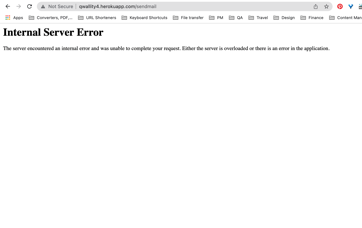 Not Secure | qwallity4.herokuapp.com/sendmail
Apps Converters, PDF,... URL Shorteners Keyboard Shortcuts File transfer PM QA Travel Design Finance Content Man
Internal Server Error
The server encountered an internal error and was unable to complete your request. Either the server is overloaded or there is an error in the application.